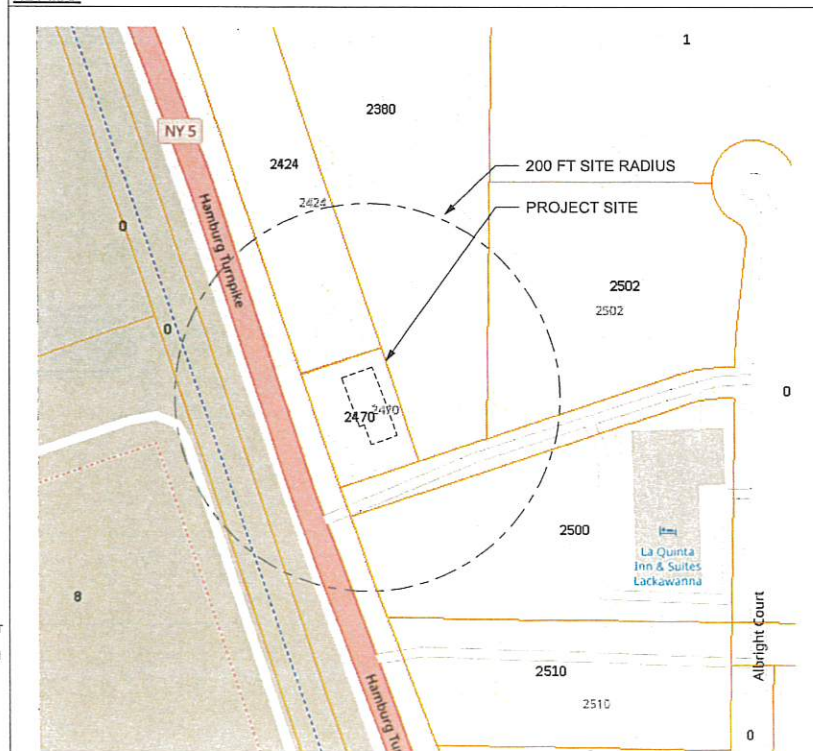 1
NY 5
2380
2424
2424
200 FT SITE RADIUS
PROJECT SITE
Hamburg Turnpike
0
0
2502
2502
2470
2470
0
2500
La Quinta
Inn & Suites
Lackawanna
8
Albright Court
2510
2510
0
Hamburg Tu